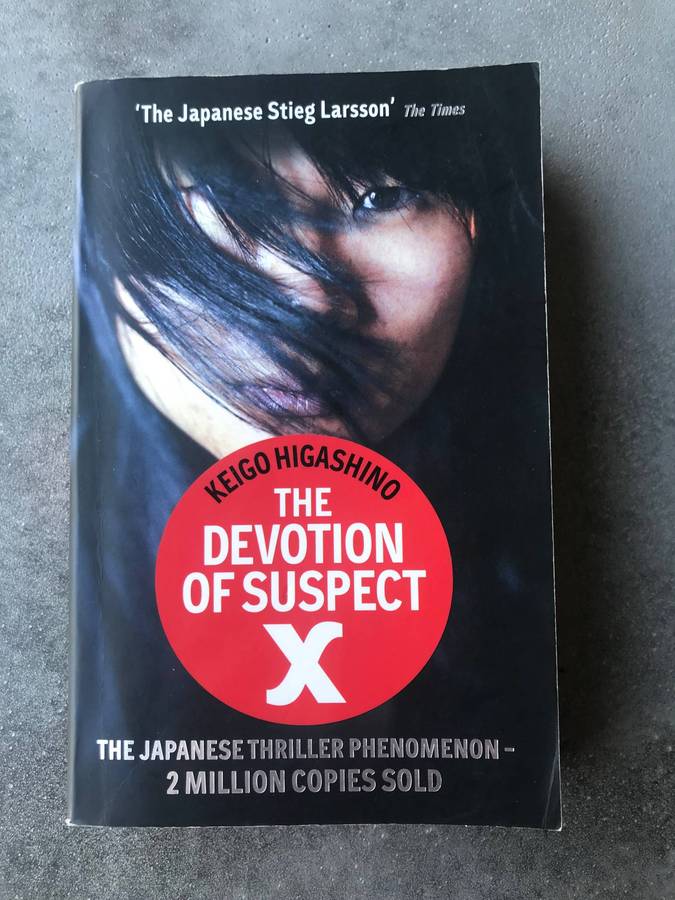 'The Japanese Stieg Larsson' The Times
KEIGO HIGASHINO
THE
DEVOTION
OF SUSPECT
X
THE JAPANESE THRILLER PHENOMENON –
2 MILLION COPIES SOLD